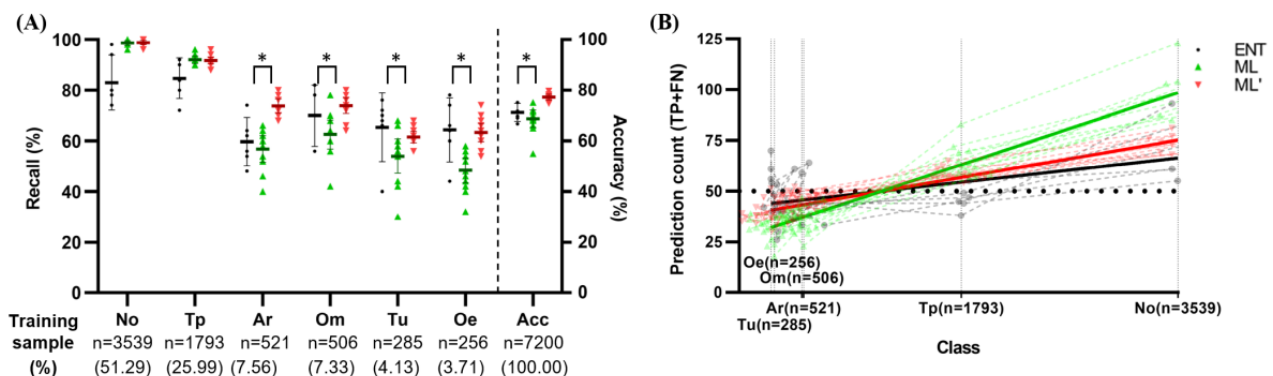 (A)
Recall (%)
100
80
60
40
20
0
*
*
*
*
*
100
80
60
40
20
0
Accuracy (%)
No Tp Ar Om Tu Oe Acc
Training
sample n=3539 n=1793 n=521 n=506 n=285 n=256 n=7200
(%) (51.29) (25.99) (7.56) (7.33) (4.13) (3.71) (100.00)
(B)
Prediction count (TP+FN)
125
100
75
50
25
0
ENT
ML
ML'
Oe(n=256)
Om(n=506)
Ar(n=521) Tp(n=1793) No(n=3539)
Tu(n=285)
Class